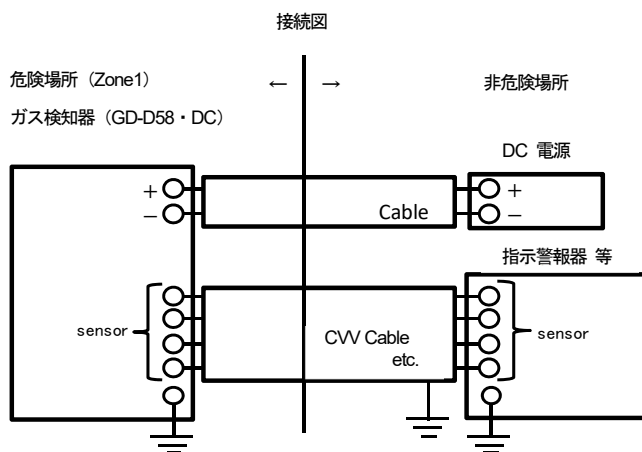 接続図
危険場所（Zone1）
← →
非危険場所
ガス検知器（GD-D58・DC）
DC 電源
+
−
Cable
+
−
指示警報器 等
sensor
CVV Cable
etc.
sensor